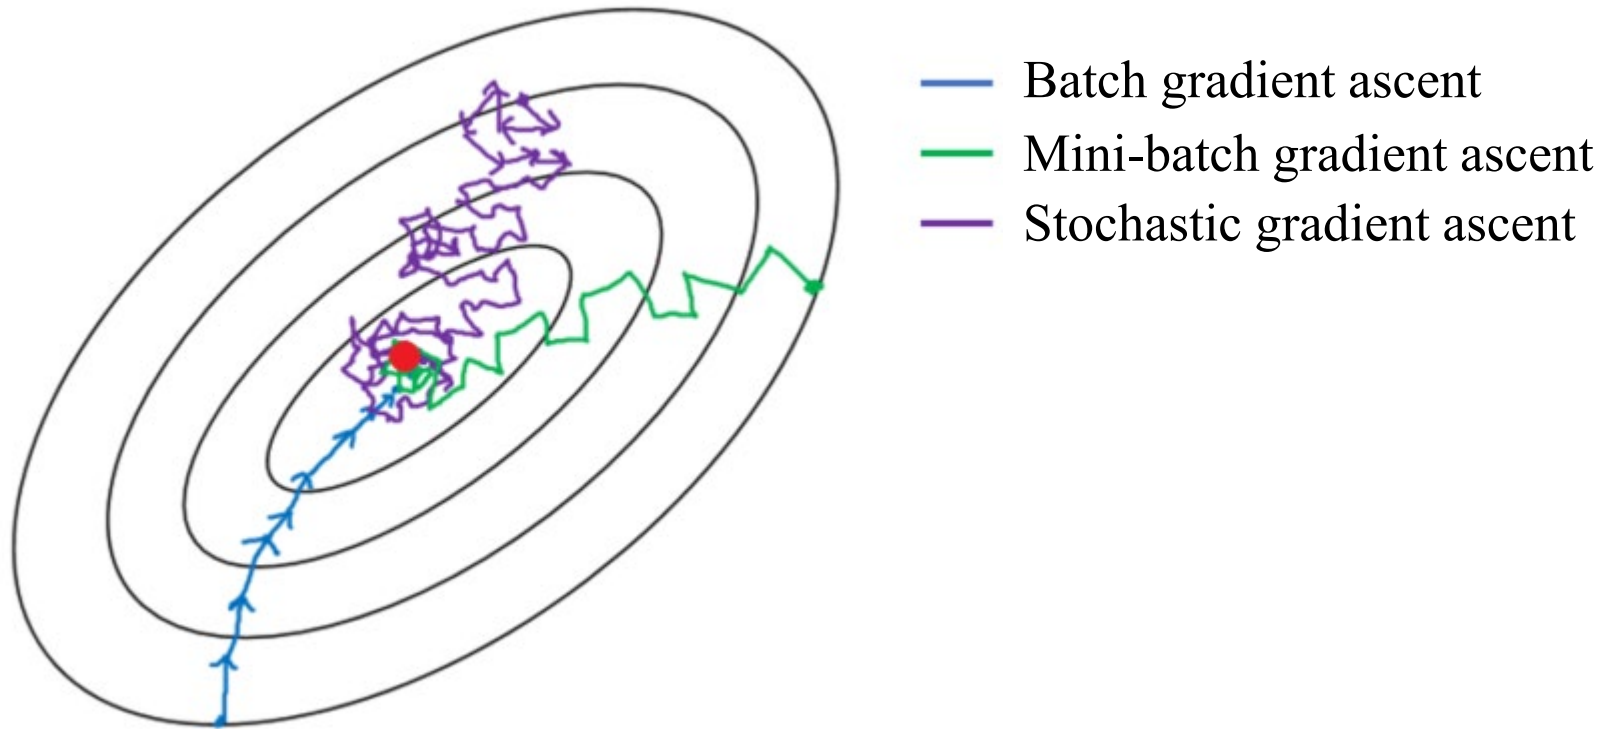 Batch gradient ascent
Mini-batch gradient ascent
Stochastic gradient ascent